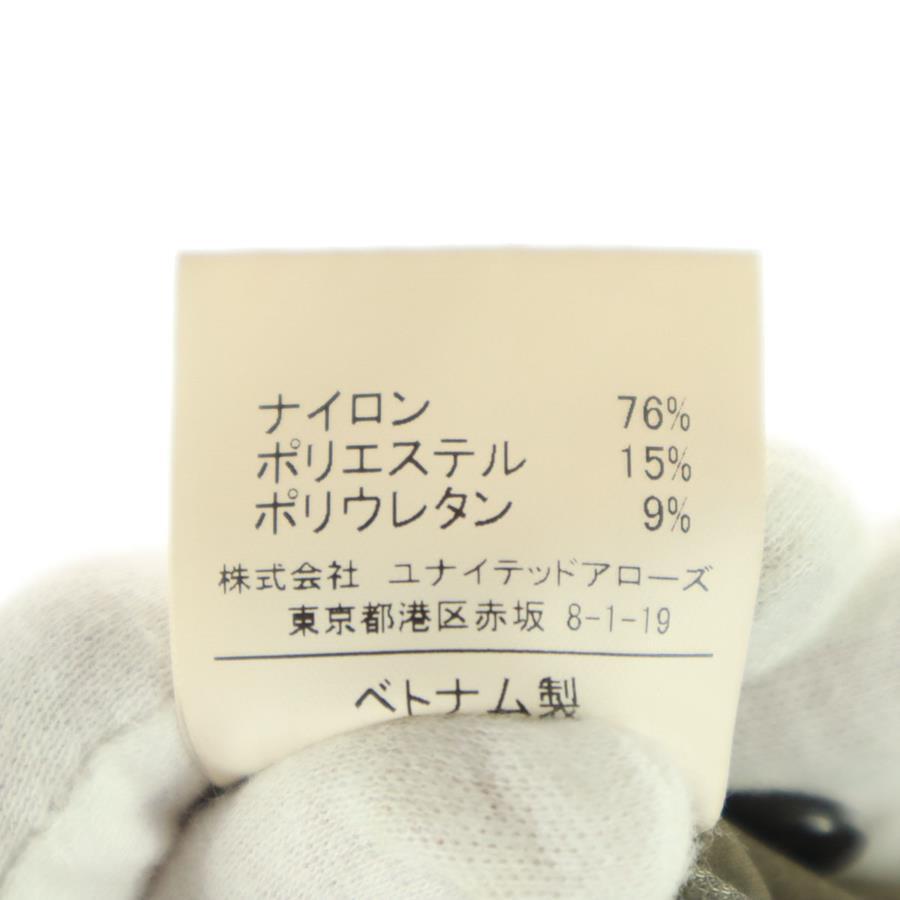 ナイロン 76%
ポリエステル 15%
ポリウレタン 9%
株式会社 ユナイテッドアローズ
東京都港区赤坂 8-1-19
ベトナム製